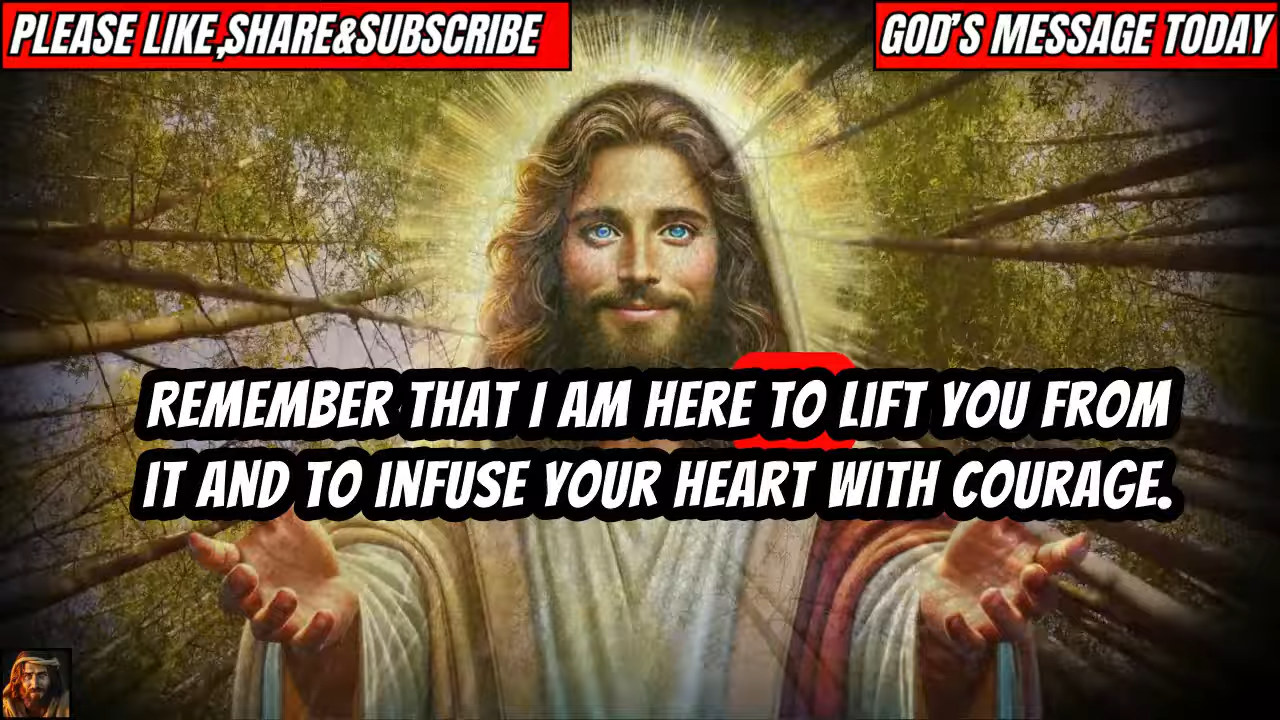 PLEASE LIKE,SHARE&SUBSCRIBE
GOD'S MESSAGE TODAY
REMEMBER THAT I AM HERE TO LIFT YOU FROM
IT AND TO INFUSE YOUR HEART WITH COURAGE.